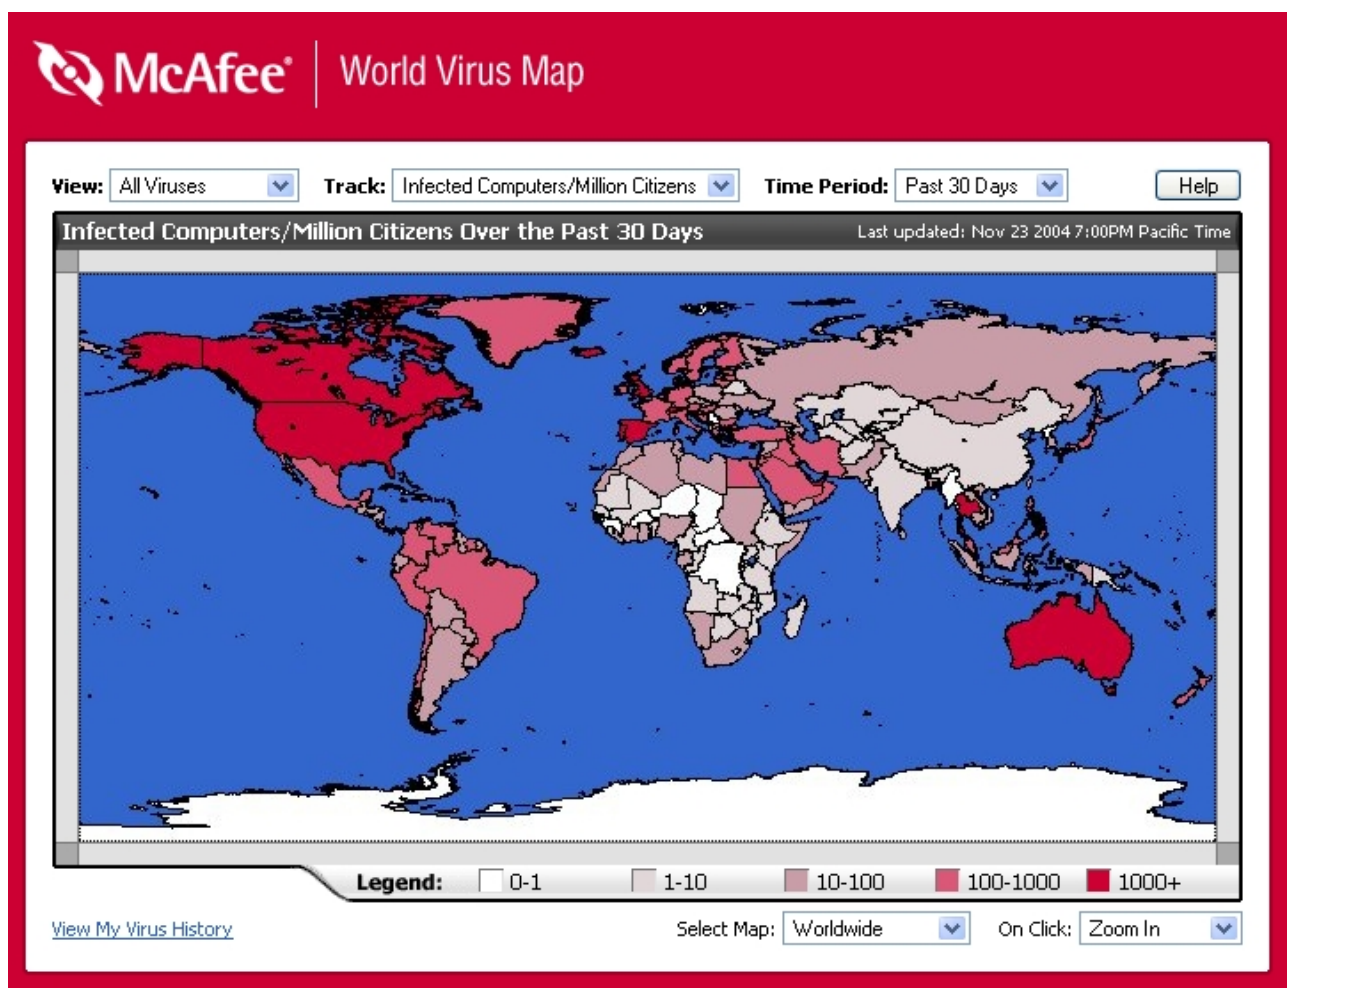 McAfee® World Virus Map
View: All Viruses Track: Infected Computers/Million Citizens Time Period: Past 30 Days Help
Infected Computers/Million Citizens Over the Past 30 Days Last updated: Nov 23 2004 7:00PM Pacific Time
Legend: 0-1 1-10 10-100 100-1000 1000+
View My Virus History Select Map: Worldwide On Click: Zoom In